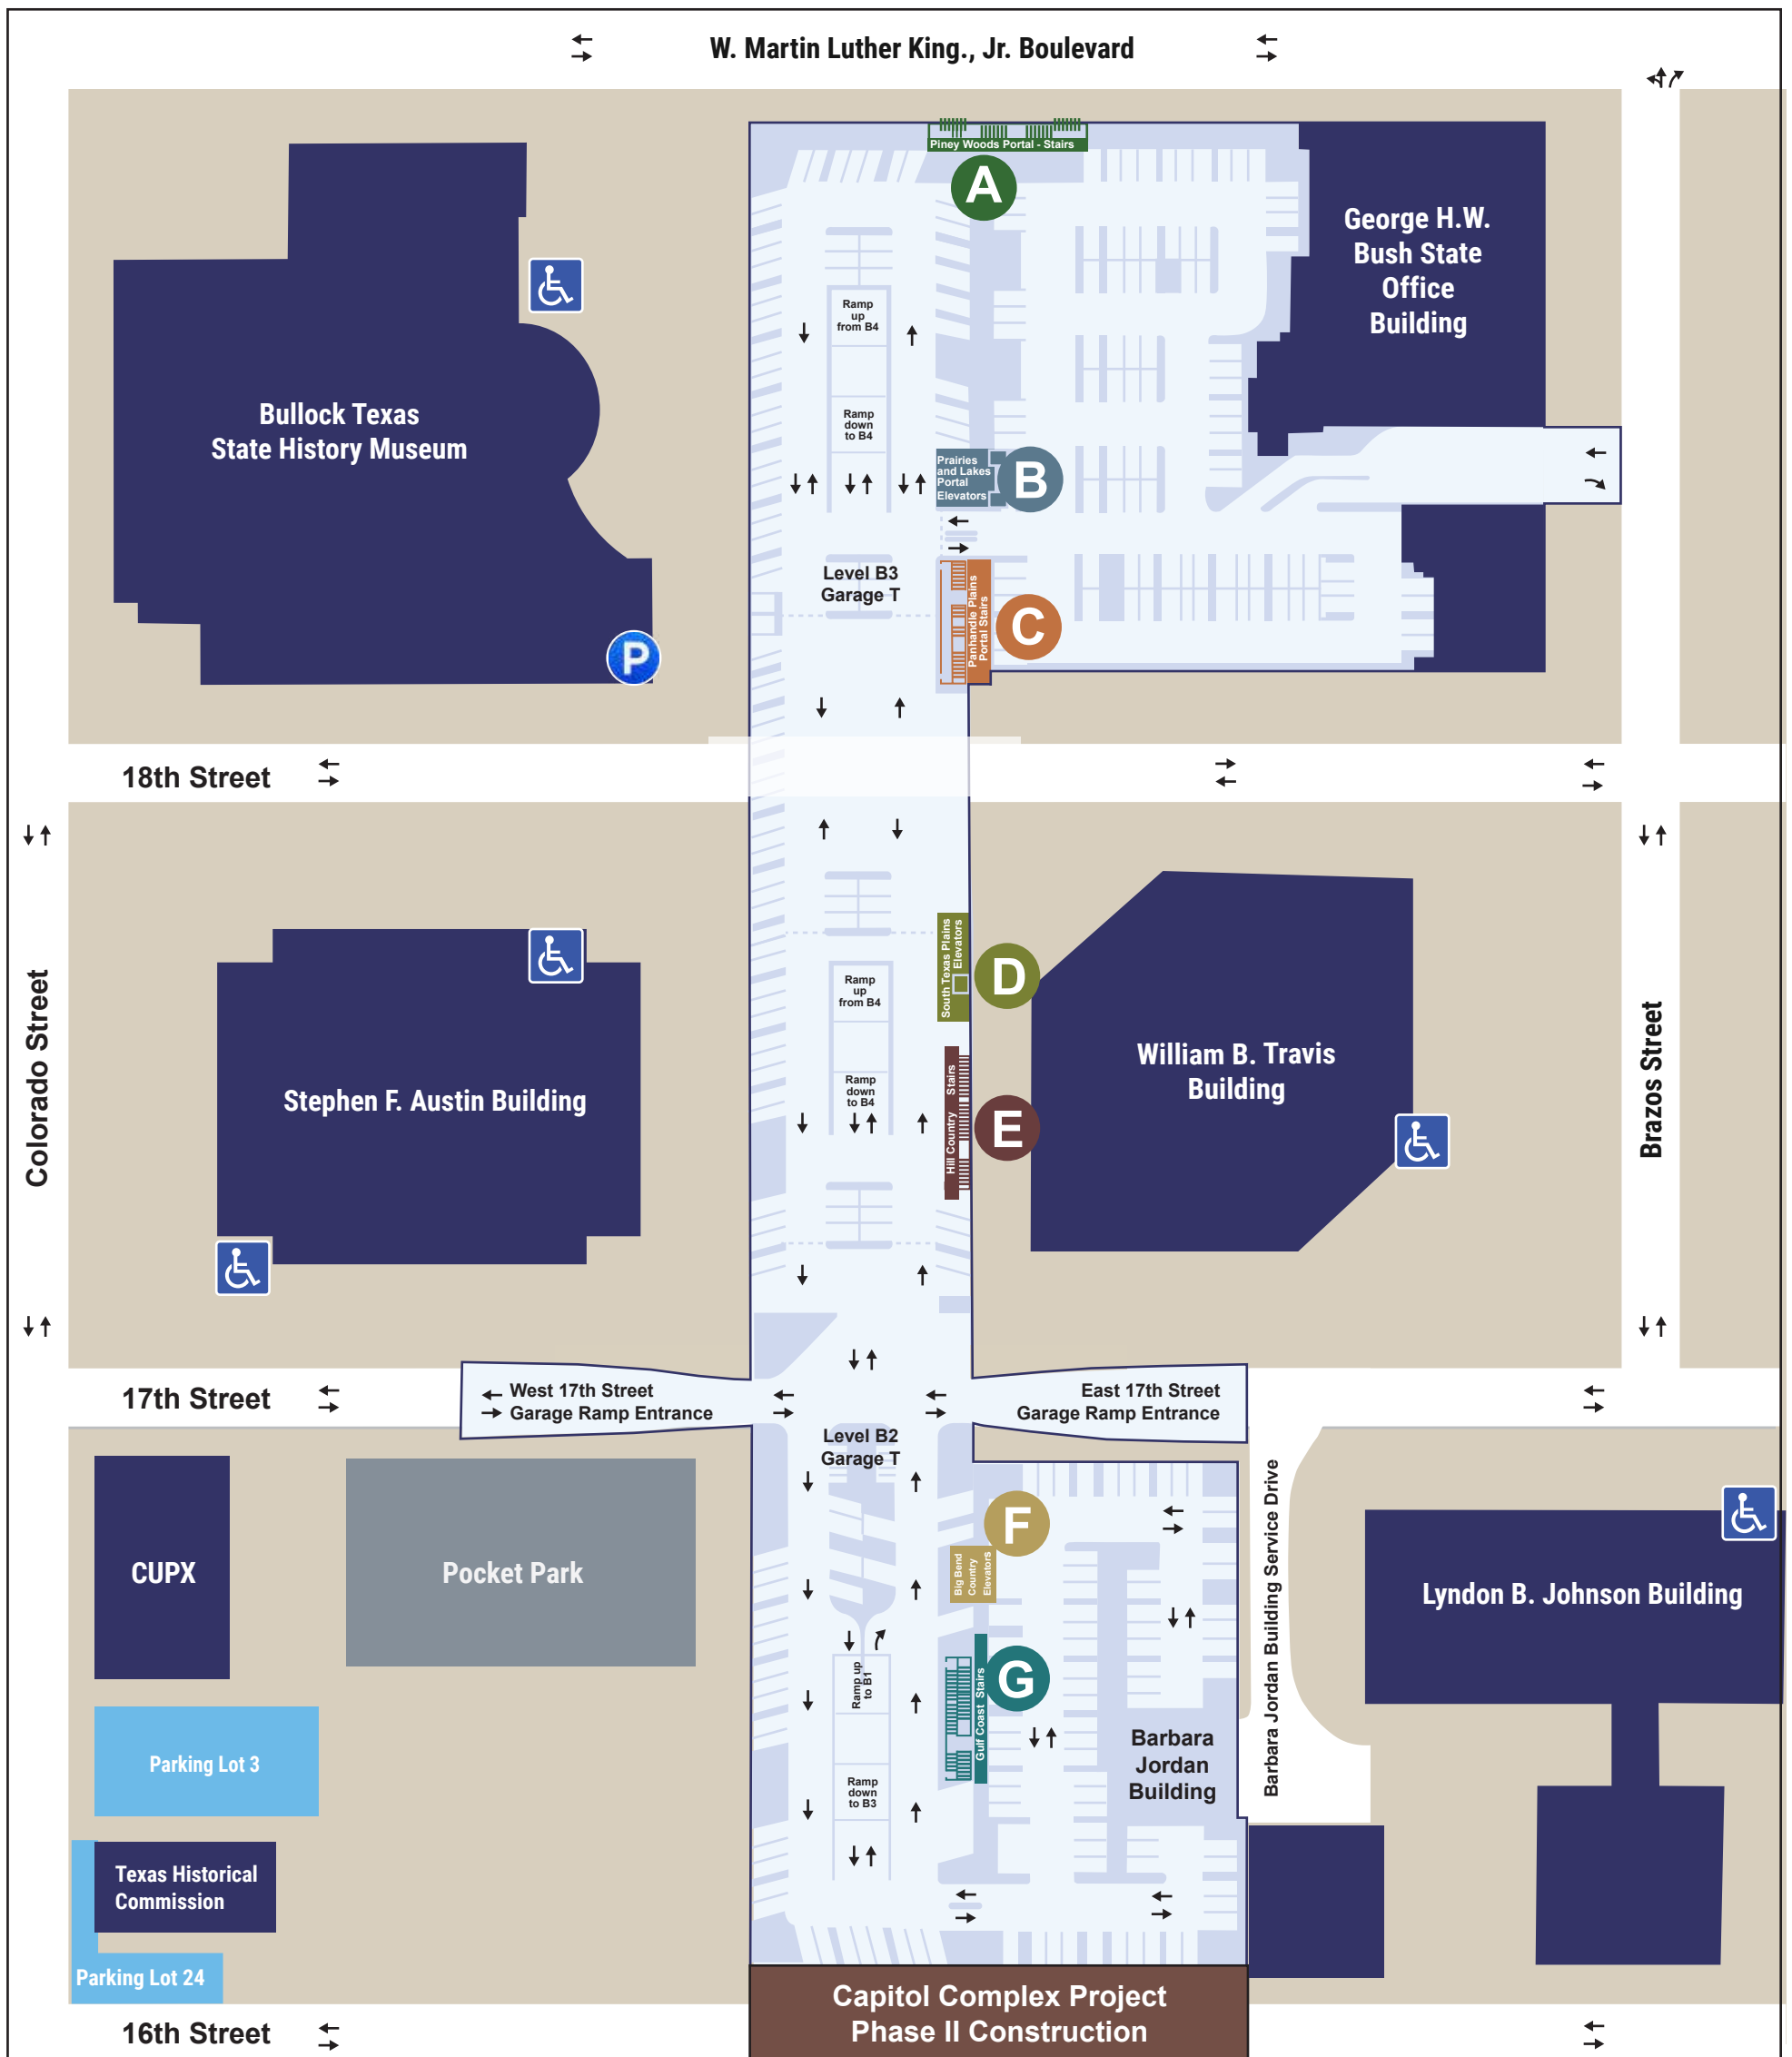 W. Martin Luther King., Jr. Boulevard
Piney Woods Portal - Stairs
A
George H.W.
Bush State
Office
Building
Ramp
up
from B4
Bullock Texas
State History Museum
Ramp
down
to B4
Prairies
and Lakes
Portal
Elevators
B
Level B3
Garage T
Panhandle Plains
Portal Stairs
C
P
18th Street
South Texas Plains
Elevators
D
Ramp
up
from B4
Colorado Street
Stephen F. Austin Building
William B. Travis
Building
Brazos Street
Ramp
down
to B4
Hill Country Stairs
E
17th Street
West 17th Street
Garage Ramp Entrance
East 17th Street
Garage Ramp Entrance
Level B2
Garage T
F
Big Bend
Country
Elevators
CUPX
Pocket Park
Barbara Jordan Building Service Drive
Lyndon B. Johnson Building
Ramp up
to B1
Gulf Coast Stairs
G
Barbara
Jordan
Building
Parking Lot 3
Ramp
down
to B3
Texas Historical
Commission
Parking Lot 24
Capitol Complex Project
Phase II Construction
16th Street